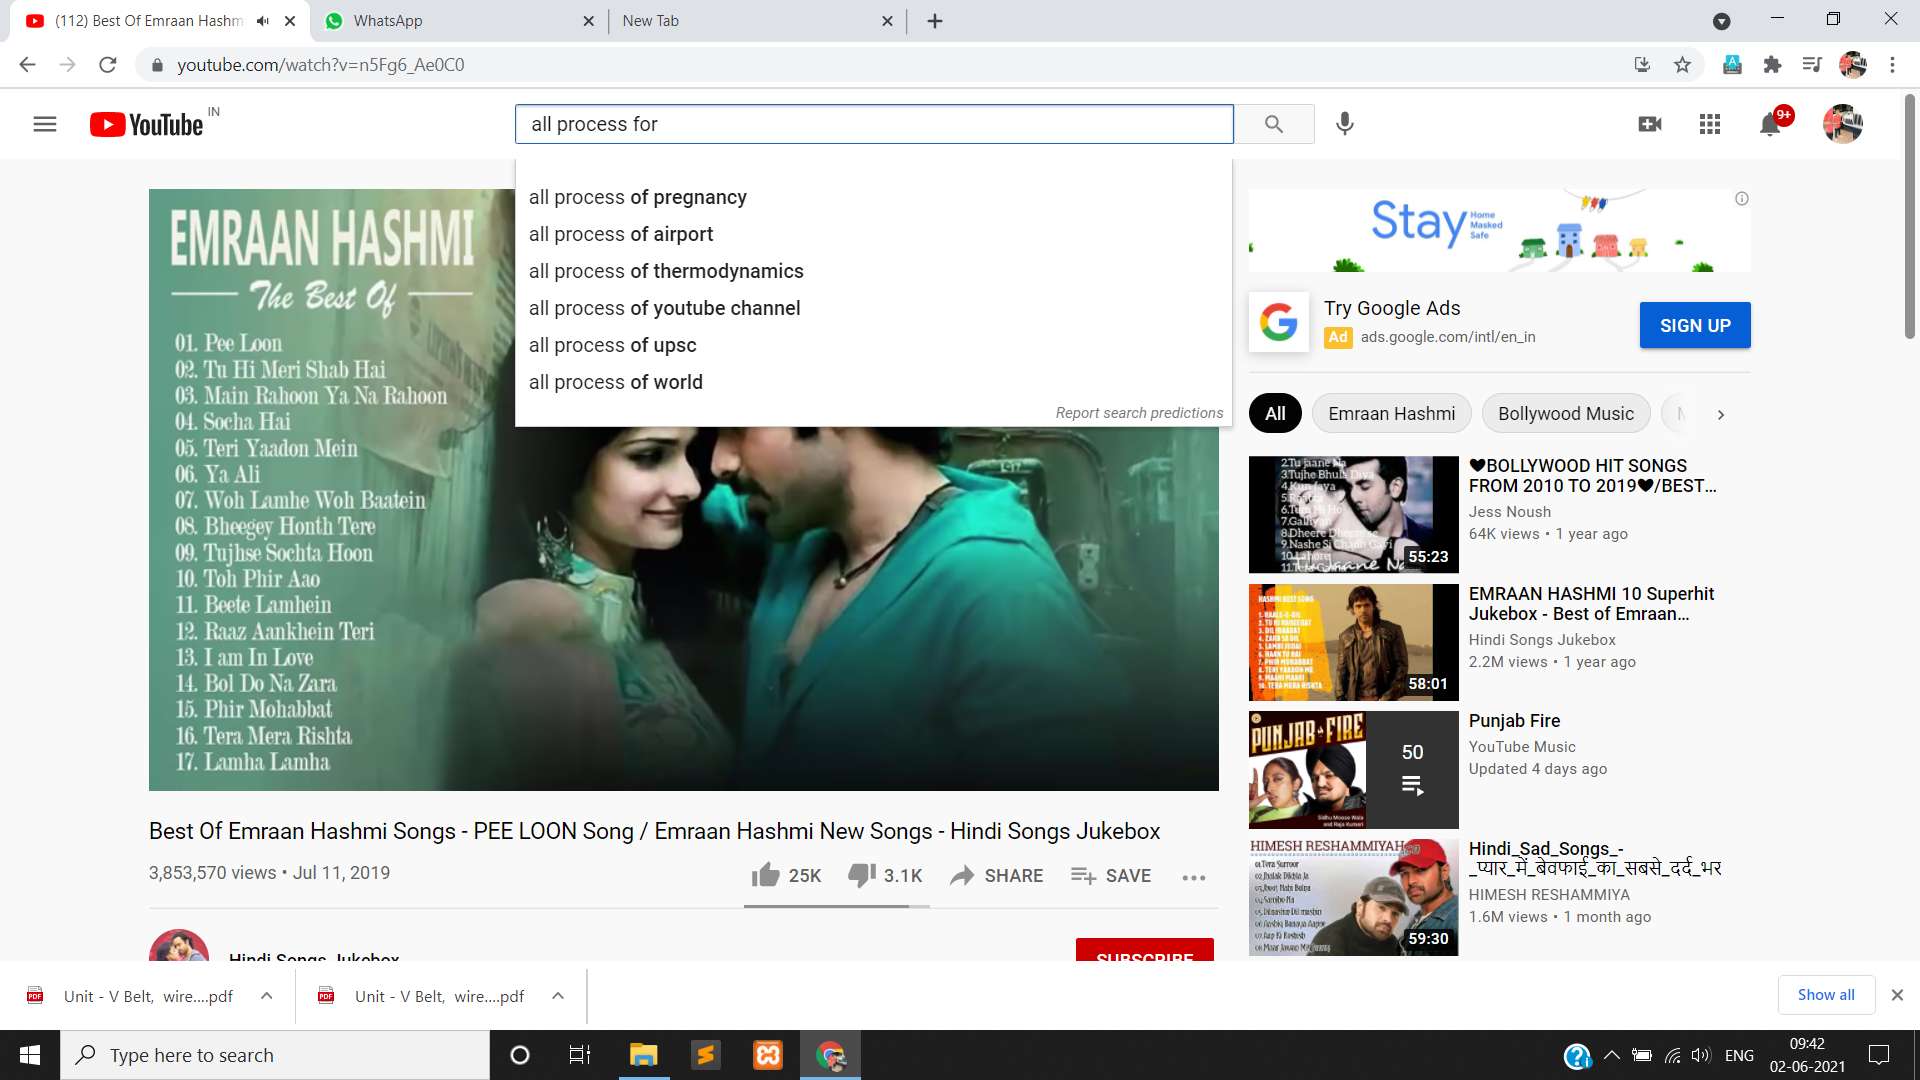 (112) Best Of Emraan Hashm
WhatsApp
New Tab
youtube.com/watch?v=n5Fg6_Ae0C0
YouTube IN
all process for
9+
all process of pregnancy
all process of airport
all process of thermodynamics
all process of youtube channel
all process of upsc
all process of world
Report search predictions
EMRAAN HASHMI
The Best Of
01. Pee Loon
02. Tu Hi Meri Shab Hai
03. Main Rahoon Ya Na Rahoon
04. Socha Hai
05. Teri Yaadon Mein
06. Ya Ali
07. Woh Lamhe Woh Baatein
08. Bheegey Honth Tere
09. Tujhse Sochta Hoon
10. Toh Phir Aao
11. Beete Lamhein
12. Raaz Aankhein Teri
13. I am In Love
14. Bol Do Na Zara
15. Phir Mohabbat
16. Tera Mera Rishta
17. Lamha Lamha
Best Of Emraan Hashmi Songs - PEE LOON Song / Emraan Hashmi New Songs - Hindi Songs Jukebox
3,853,570 views • Jul 11, 2019
25K
3.1K
SHARE
SAVE
Hindi Songs Jukebox
SUBSCRIBE
Stay Home Masked Safe
Try Google Ads
Ad ads.google.com/intl/en_in
SIGN UP
All
Emraan Hashmi
Bollywood Music
55:23
♥BOLLYWOOD HIT SONGS
FROM 2010 TO 2019♥/BEST...
Jess Noush
64K views • 1 year ago
58:01
EMRAAN HASHMI 10 Superhit
Jukebox - Best of Emraan...
Hindi Songs Jukebox
2.2M views • 1 year ago
PUNJAB FIRE
Sidhu Moose Wala
and Raja Kumari
50
Punjab Fire
YouTube Music
Updated 4 days ago
HIMESH RESHAMMIYA
59:30
Hindi_Sad_Songs_-
_प्यार_में_बेवफाई_का_सबसे_दर्द_भर
HIMESH RESHAMMIYA
1.6M views • 1 month ago
Unit - V Belt, wire....pdf
Unit - V Belt, wire....pdf
Show all
Type here to search
ENG
09:42
02-06-2021